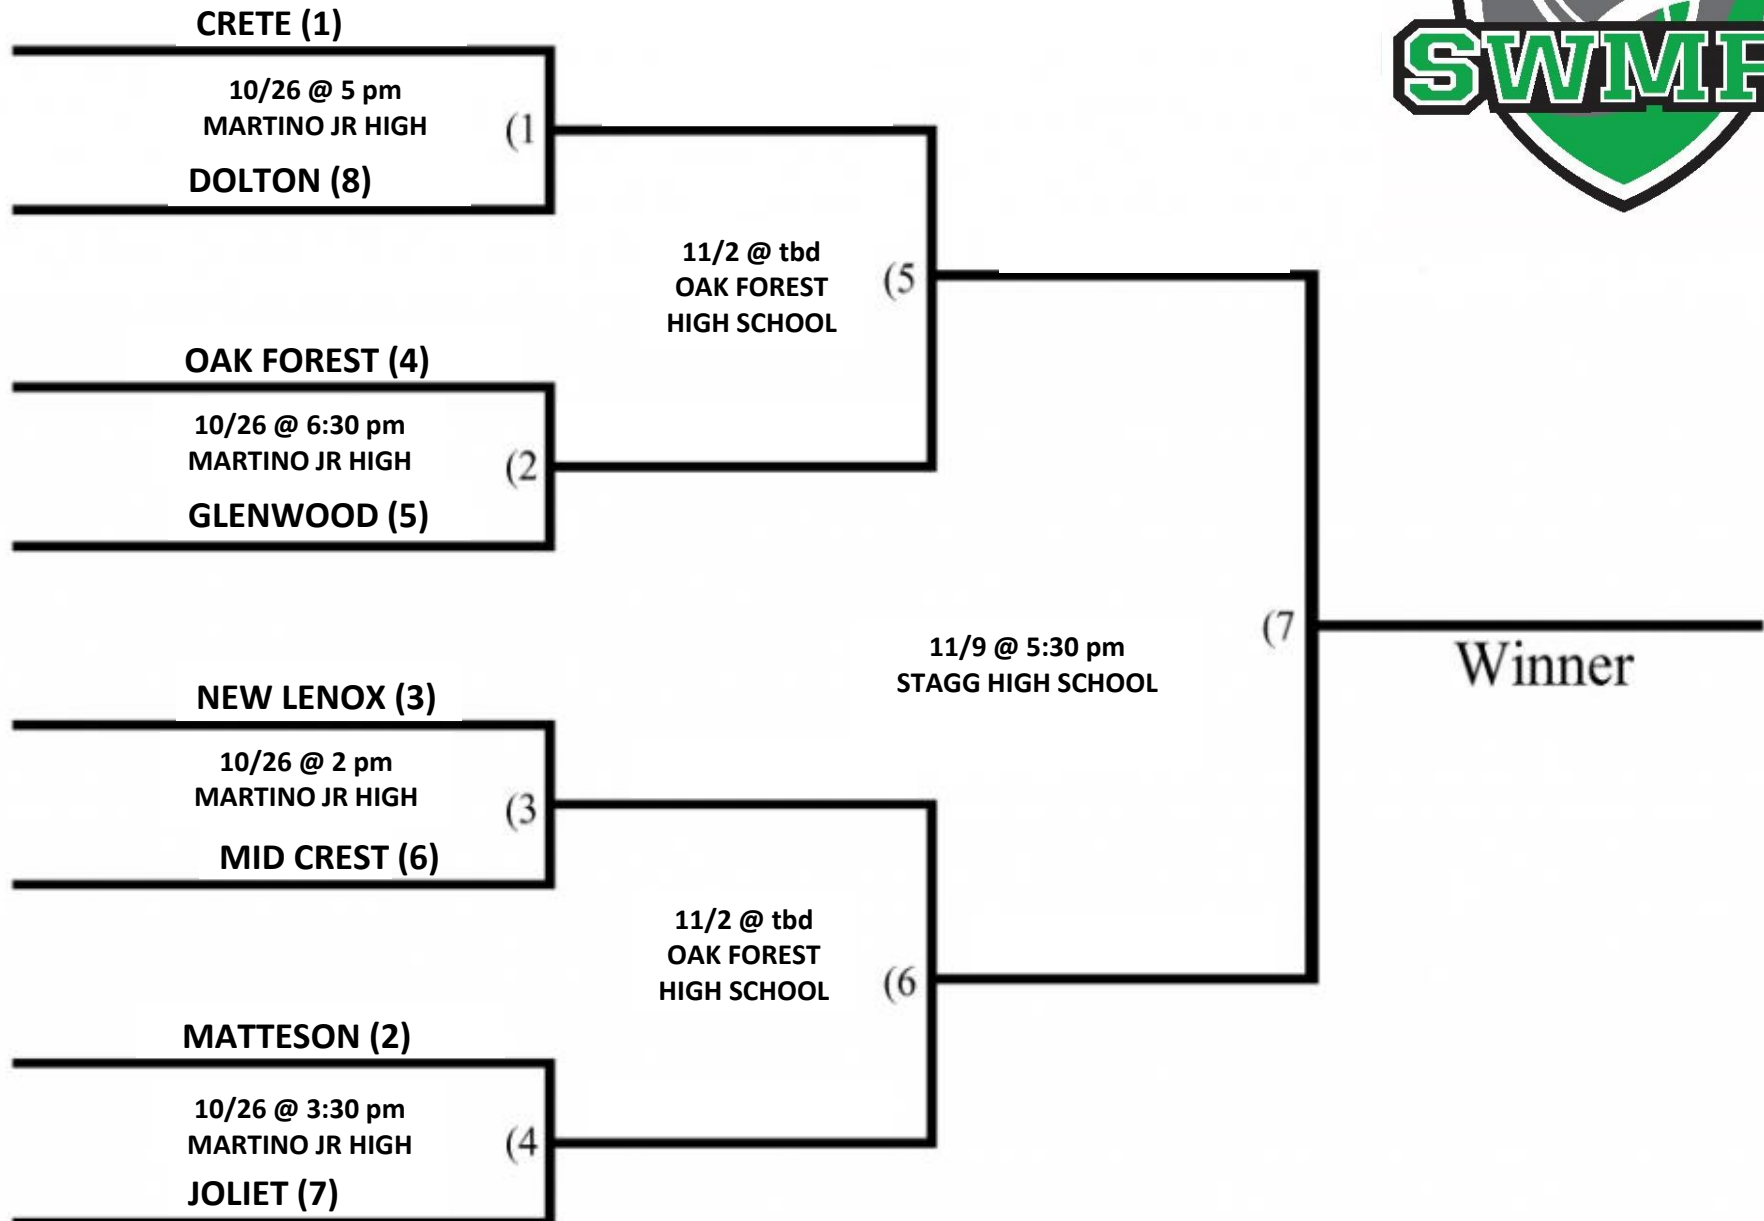 CRETE (1)
10/26 @ 5 pm
MARTINO JR HIGH
(1
DOLTON (8)
11/2 @ tbd
OAK FOREST
HIGH SCHOOL
(5
OAK FOREST (4)
10/26 @ 6:30 pm
MARTINO JR HIGH
(2
GLENWOOD (5)
11/9 @ 5:30 pm
STAGG HIGH SCHOOL
(7
Winner
NEW LENOX (3)
10/26 @ 2 pm
MARTINO JR HIGH
(3
MID CREST (6)
11/2 @ tbd
OAK FOREST
HIGH SCHOOL
(6
MATTESON (2)
10/26 @ 3:30 pm
MARTINO JR HIGH
(4
JOLIET (7)